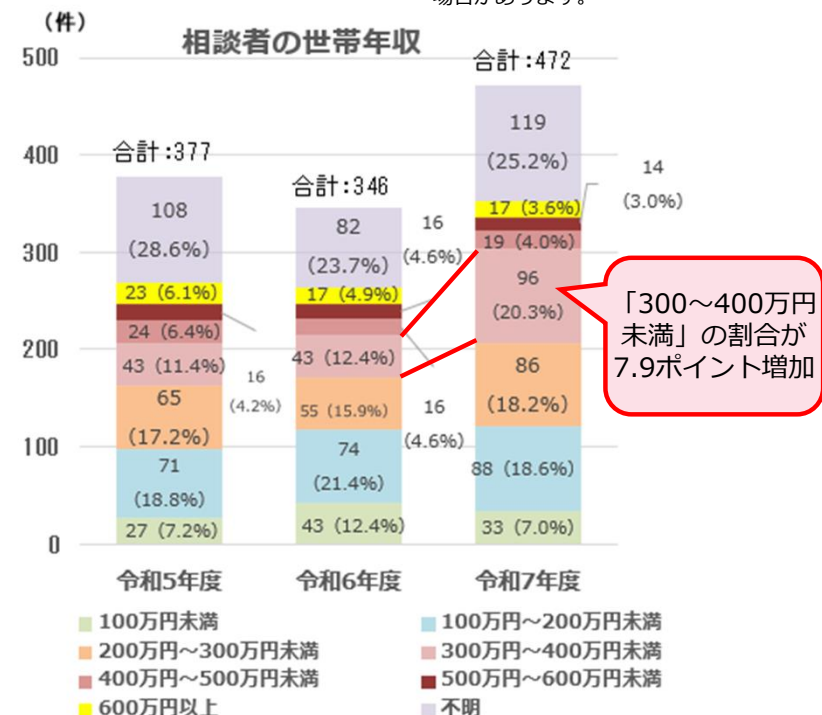 場合があります。
（件）
相談者の世帯年収
500
400
300
200
100
0
合計:377
108
（28.6%）
23（6.1%）
24（6.4%）
43（11.4%）
16
（4.2%）
65
（17.2%）
71
（18.8%）
27（7.2%）
合計:346
82
（23.7%）
16
（4.6%）
17（4.9%）
43（12.4%）
16
（4.6%）
55（15.9%）
74
（21.4%）
43（12.4%）
合計:472
119
（25.2%）
14
（3.0%）
17（3.6%）
19（4.0%）
96
（20.3%）
86
（18.2%）
88（18.6%）
33（7.0%）
「300～400万円
未満」の割合が
7.9ポイント増加
令和5年度
令和6年度
令和7年度
100万円未満
100万円～200万円未満
200万円～300万円未満
300万円～400万円未満
400万円～500万円未満
500万円～600万円未満
600万円以上
不明